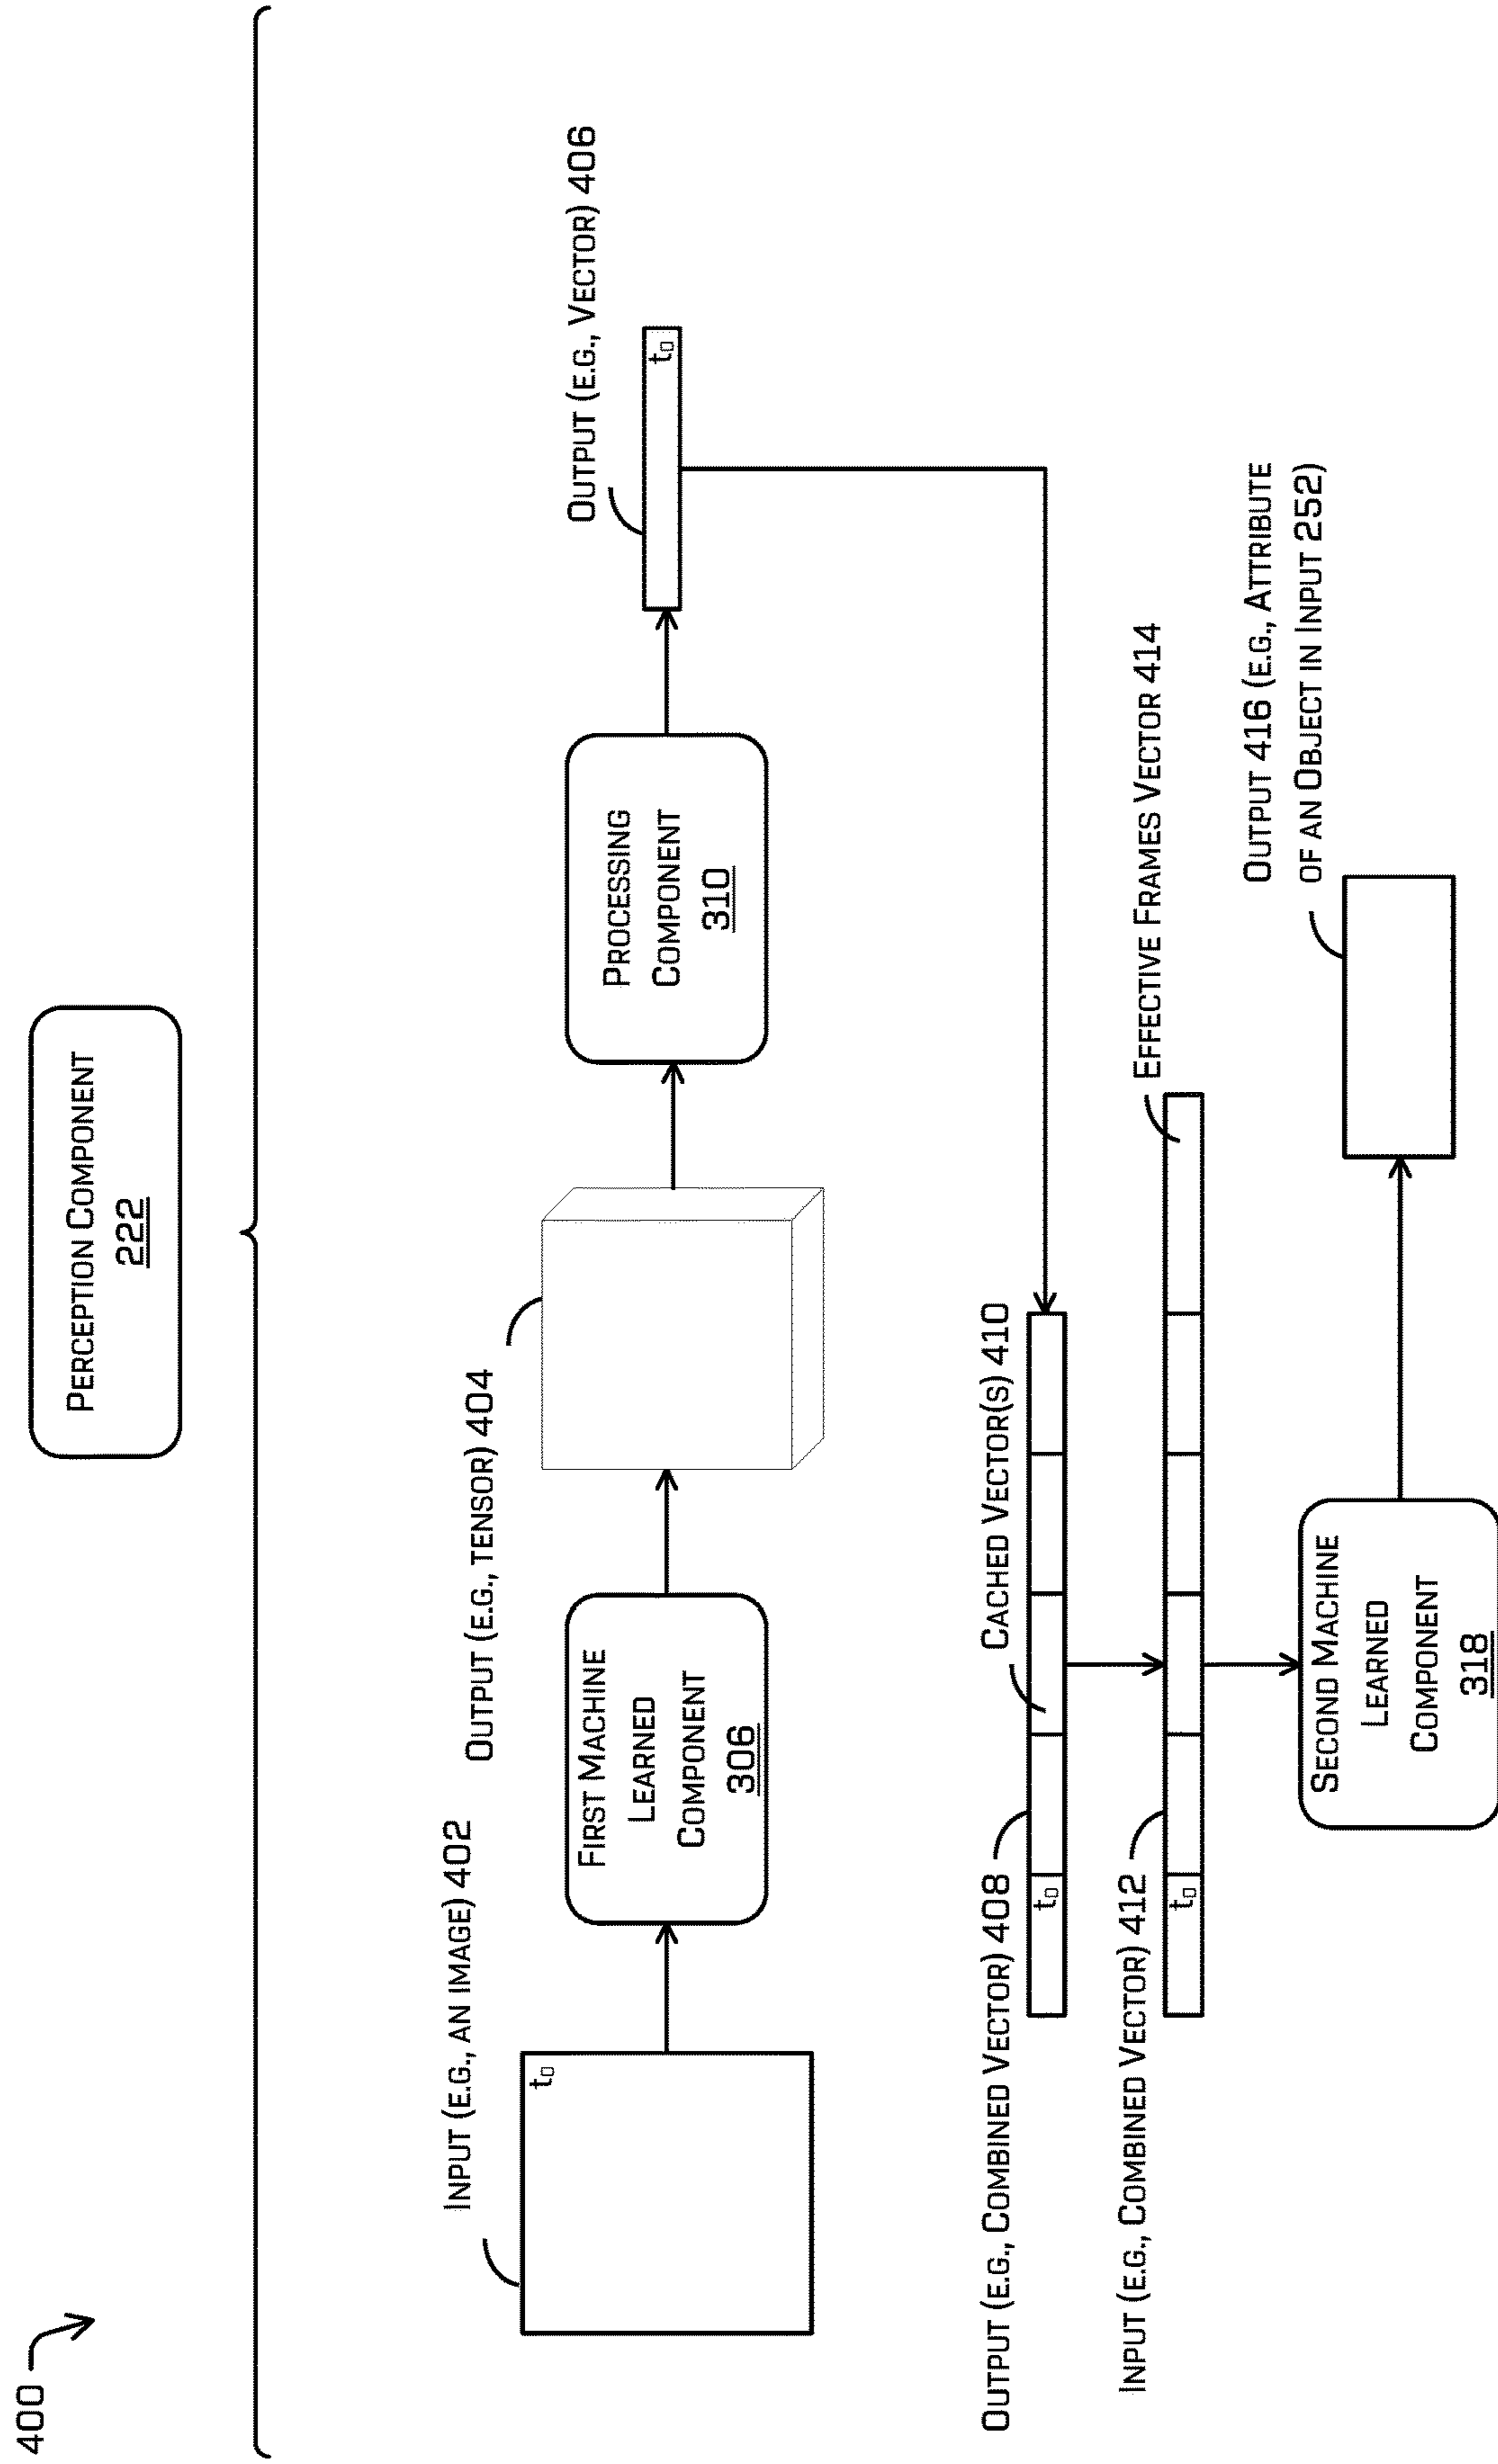 400
PERCEPTION COMPONENT
222
INPUT (E.G., AN IMAGE) 402
t₀
FIRST MACHINE
LEARNED
COMPONENT
306
OUTPUT (E.G., TENSOR) 404
PROCESSING
COMPONENT
310
OUTPUT (E.G., VECTOR) 406
t₀
OUTPUT (E.G., COMBINED VECTOR) 408
CACHED VECTOR(S) 410
t₀
INPUT (E.G., COMBINED VECTOR) 412
EFFECTIVE FRAMES VECTOR 414
t₀
SECOND MACHINE
LEARNED
COMPONENT
318
OUTPUT 416 (E.G., ATTRIBUTE
OF AN OBJECT IN INPUT 252)